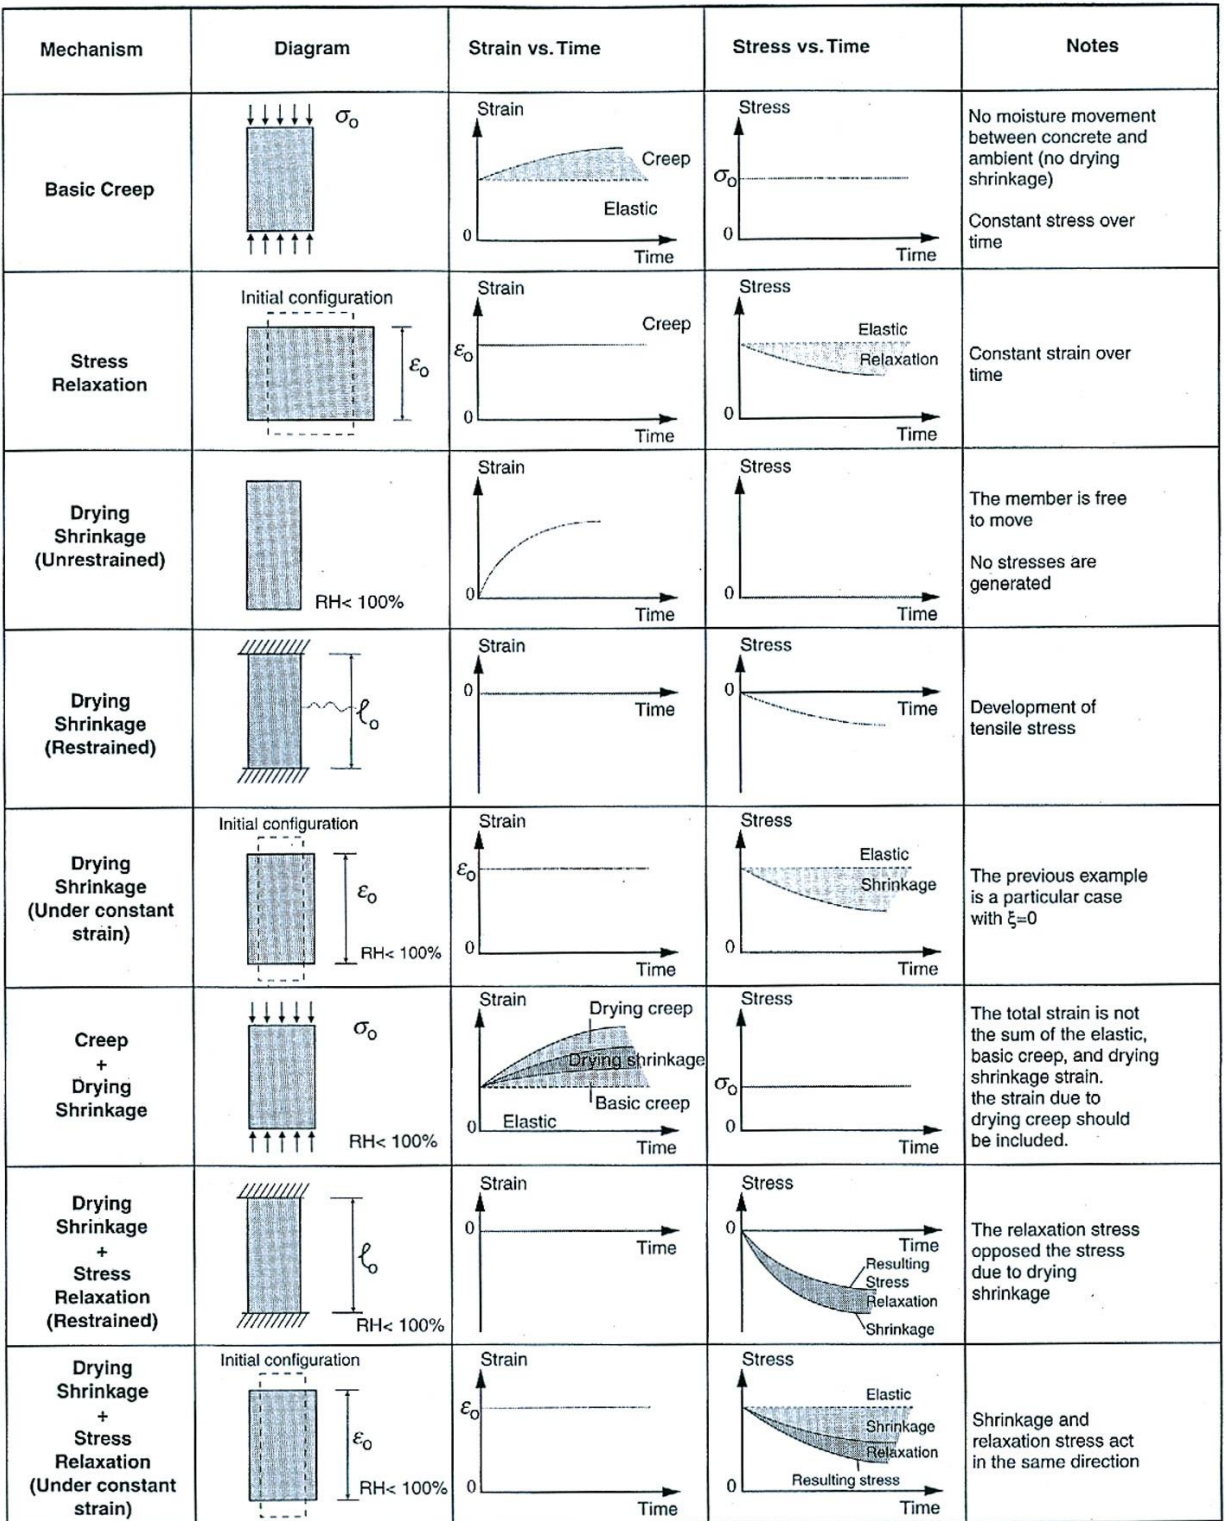 Mechanism
Diagram
Strain vs. Time
Stress vs. Time
Notes
Basic Creep
σo
Strain
Creep
Elastic
0
Time
Stress
σo
0
Time
No moisture movement
between concrete and
ambient (no drying
shrinkage)
Constant stress over
time
Stress
Relaxation
Initial configuration
εo
Strain
Creep
εo
0
Time
Stress
Elastic
Relaxation
0
Time
Constant strain over
time
Drying
Shrinkage
(Unrestrained)
RH< 100%
Strain
0
Time
Stress
0
Time
The member is free
to move
No stresses are
generated
Drying
Shrinkage
(Restrained)
ℓo
Strain
0
Time
Stress
0
Time
Development of
tensile stress
Drying
Shrinkage
(Under constant
strain)
Initial configuration
εo
RH< 100%
Strain
εo
0
Time
Stress
Elastic
Shrinkage
0
Time
The previous example
is a particular case
with ξ=0
Creep
+
Drying
Shrinkage
σo
RH< 100%
Strain
Drying creep
Drying shrinkage
Basic creep
Elastic
0
Time
Stress
σo
0
Time
The total strain is not
the sum of the elastic,
basic creep, and drying
shrinkage strain.
the strain due to
drying creep should
be included.
Drying
Shrinkage
+
Stress
Relaxation
(Restrained)
ℓo
RH< 100%
Strain
0
Time
Stress
0
Time
Resulting
Stress
Relaxation
Shrinkage
The relaxation stress
opposed the stress
due to drying
shrinkage
Drying
Shrinkage
+
Stress
Relaxation
(Under constant
strain)
Initial configuration
εo
RH< 100%
Strain
εo
0
Time
Stress
Elastic
Shrinkage
Relaxation
Resulting stress
0
Time
Shrinkage and
relaxation stress act
in the same direction